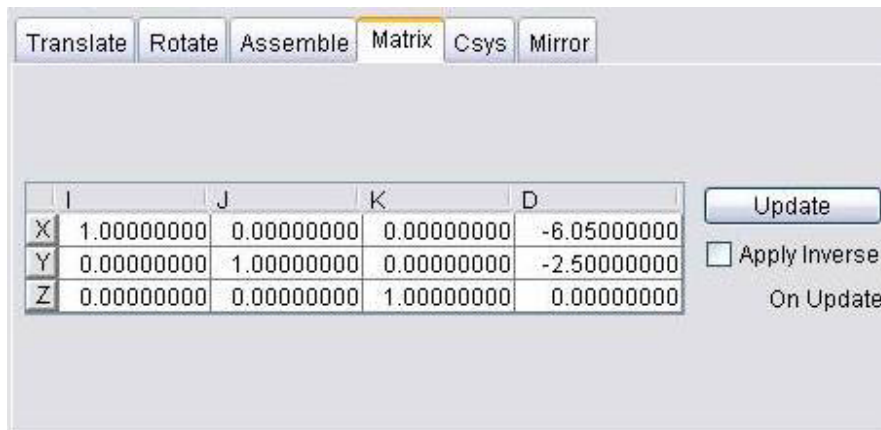 Translate Rotate Assemble Matrix Csys Mirror
I J K D
X 1.00000000 0.00000000 0.00000000 -6.05000000
Y 0.00000000 1.00000000 0.00000000 -2.50000000
Z 0.00000000 0.00000000 1.00000000 0.00000000
Update
Apply Inverse
On Update